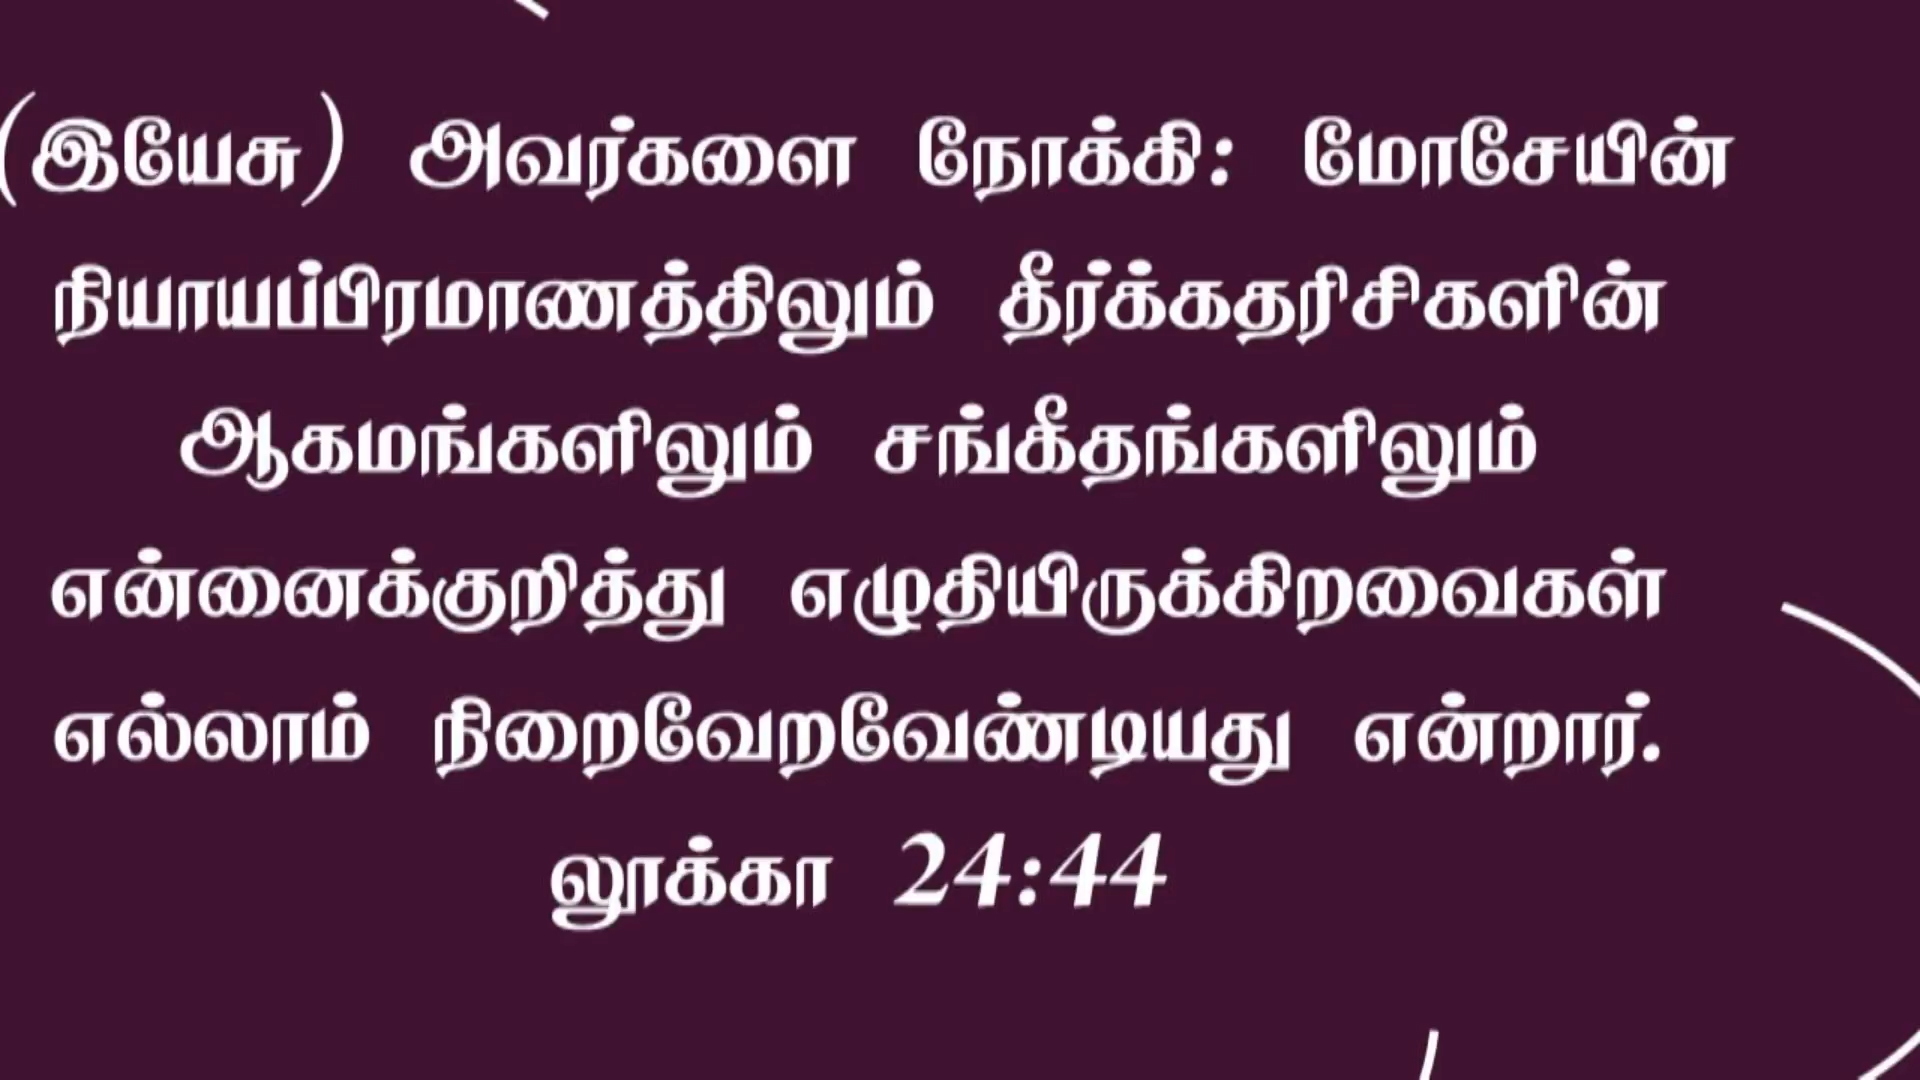 (இயேசு) அவர்களை நோக்கி: மோசேயின்
நியாயப்பிரமாணத்திலும் தீர்க்கதரிசிகளின்
ஆகமங்களிலும் சங்கீதங்களிலும்
என்னைக்குறித்து எழுதியிருக்கிறவைகள்
எல்லாம் நிறைவேறவேண்டியது என்றார்.
லூக்கா 24:44